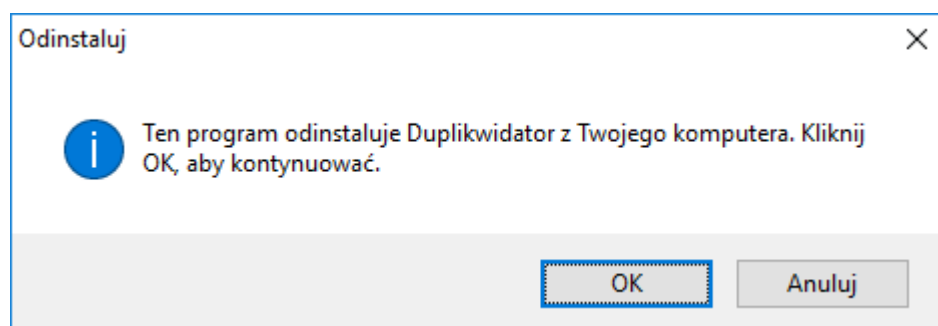 Odinstaluj
Ten program odinstaluje Duplikwidator z Twojego komputera. Kliknij
OK, aby kontynuować.
OK
Anuluj